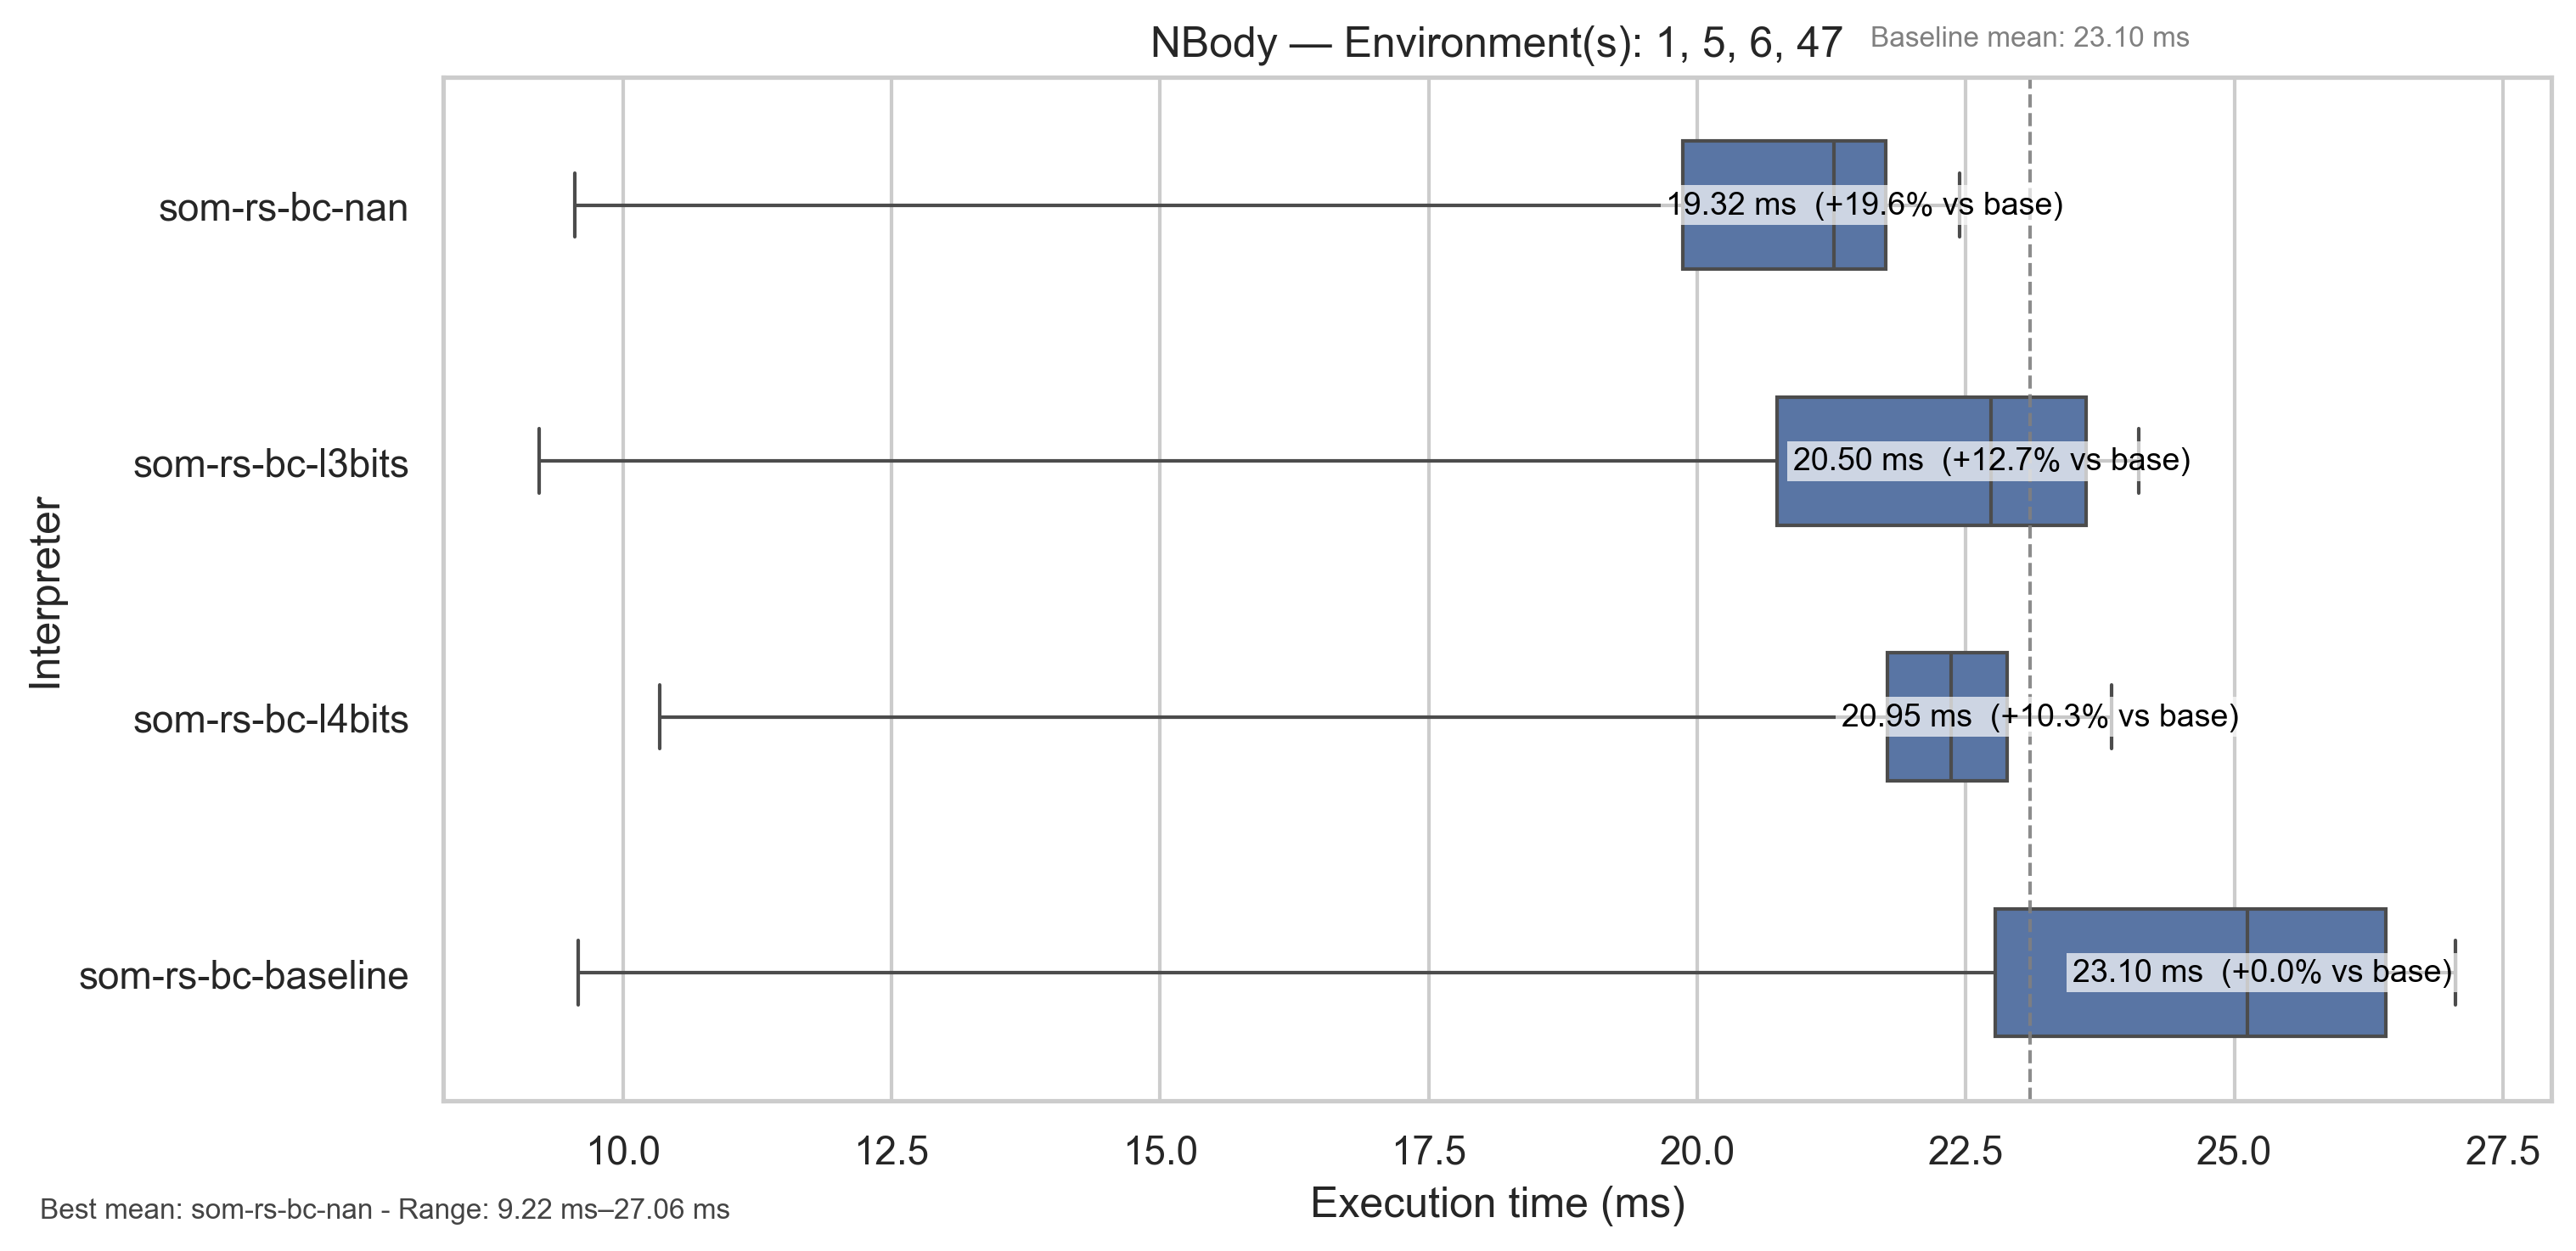 NBody — Environment(s): 1, 5, 6, 47
Baseline mean: 23.10 ms
Interpreter
som-rs-bc-nan
19.32 ms (+19.6% vs base)
som-rs-bc-l3bits
20.50 ms (+12.7% vs base)
som-rs-bc-l4bits
20.95 ms (+10.3% vs base)
som-rs-bc-baseline
23.10 ms (+0.0% vs base)
10.0 12.5 15.0 17.5 20.0 22.5 25.0 27.5
Execution time (ms)
Best mean: som-rs-bc-nan - Range: 9.22 ms–27.06 ms